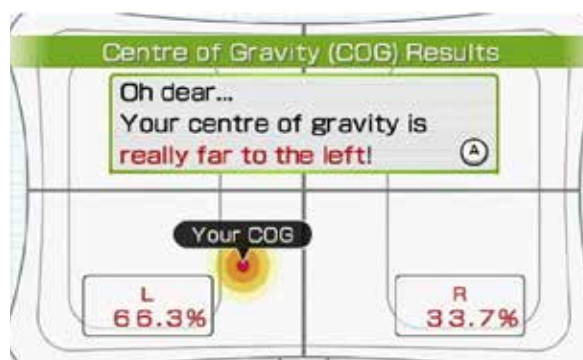 Centre of Gravity (COG) Results
Oh dear...
Your centre of gravity is
really far to the left!
A
Your COG
L
66.3%
R
33.7%